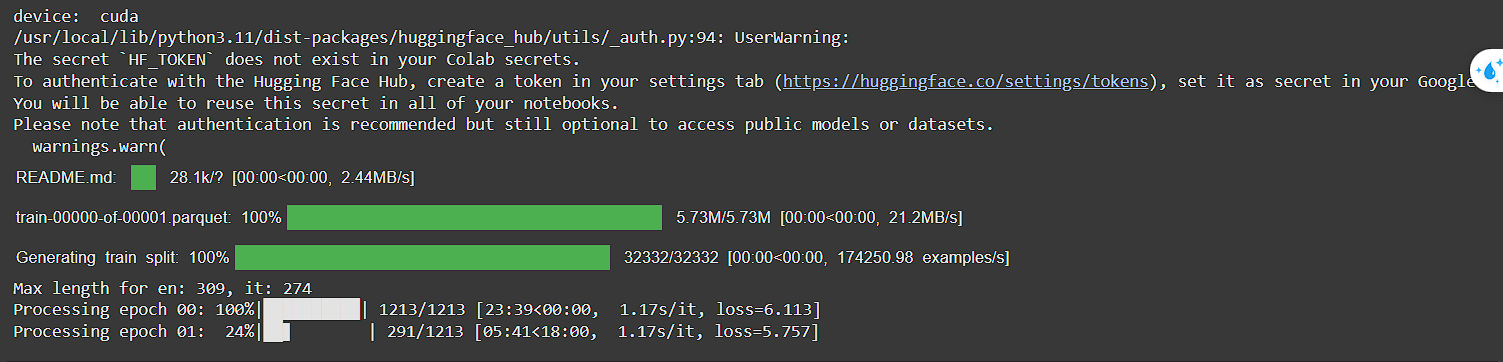 device:  cuda
/usr/local/lib/python3.11/dist-packages/huggingface_hub/utils/_auth.py:94: UserWarning:
The secret `HF_TOKEN` does not exist in your Colab secrets.
To authenticate with the Hugging Face Hub, create a token in your settings tab (https://huggingface.co/settings/tokens), set it as secret in your Google
You will be able to reuse this secret in all of your notebooks.
Please note that authentication is recommended but still optional to access public models or datasets.
  warnings.warn(
README.md: 28.1k/? [00:00<00:00, 2.44MB/s]
train-00000-of-00001.parquet: 100% 5.73M/5.73M [00:00<00:00, 21.2MB/s]
Generating train split: 100% 32332/32332 [00:00<00:00, 174250.98 examples/s]
Max length for en: 309, it: 274
Processing epoch 00: 100%|██████████| 1213/1213 [23:39<00:00,  1.17s/it, loss=6.113]
Processing epoch 01:  24%|██▍       | 291/1213 [05:41<18:00,  1.17s/it, loss=5.757]